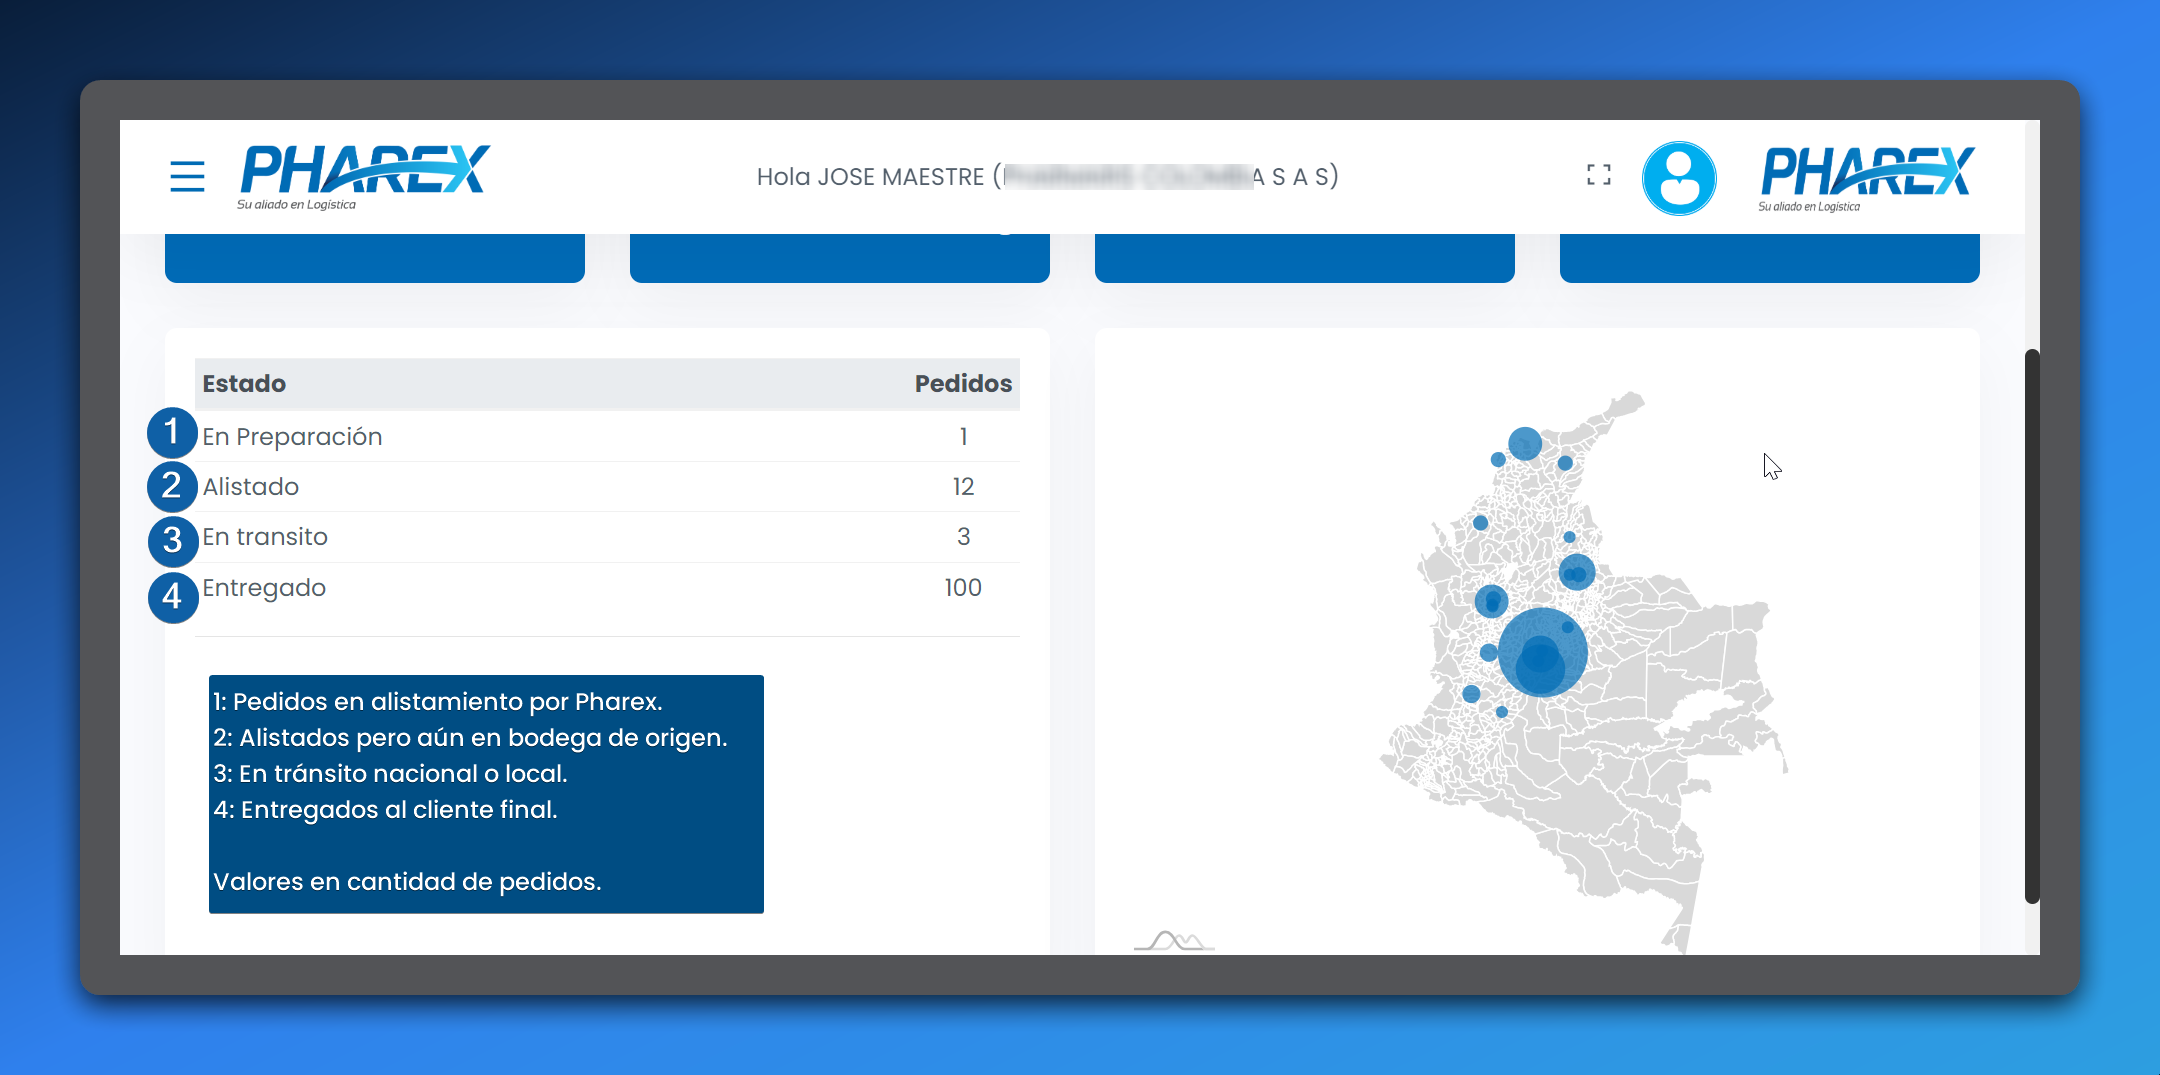 PHAREX
Su aliado en Logística
Hola JOSE MAESTRE ( A S A S)
PHAREX
Su aliado en Logística
Estado Pedidos
1 En Preparación 1
2 Alistado 12
3 En transito 3
4 Entregado 100
1: Pedidos en alistamiento por Pharex.
2: Alistados pero aún en bodega de origen.
3: En tránsito nacional o local.
4: Entregados al cliente final.
Valores en cantidad de pedidos.